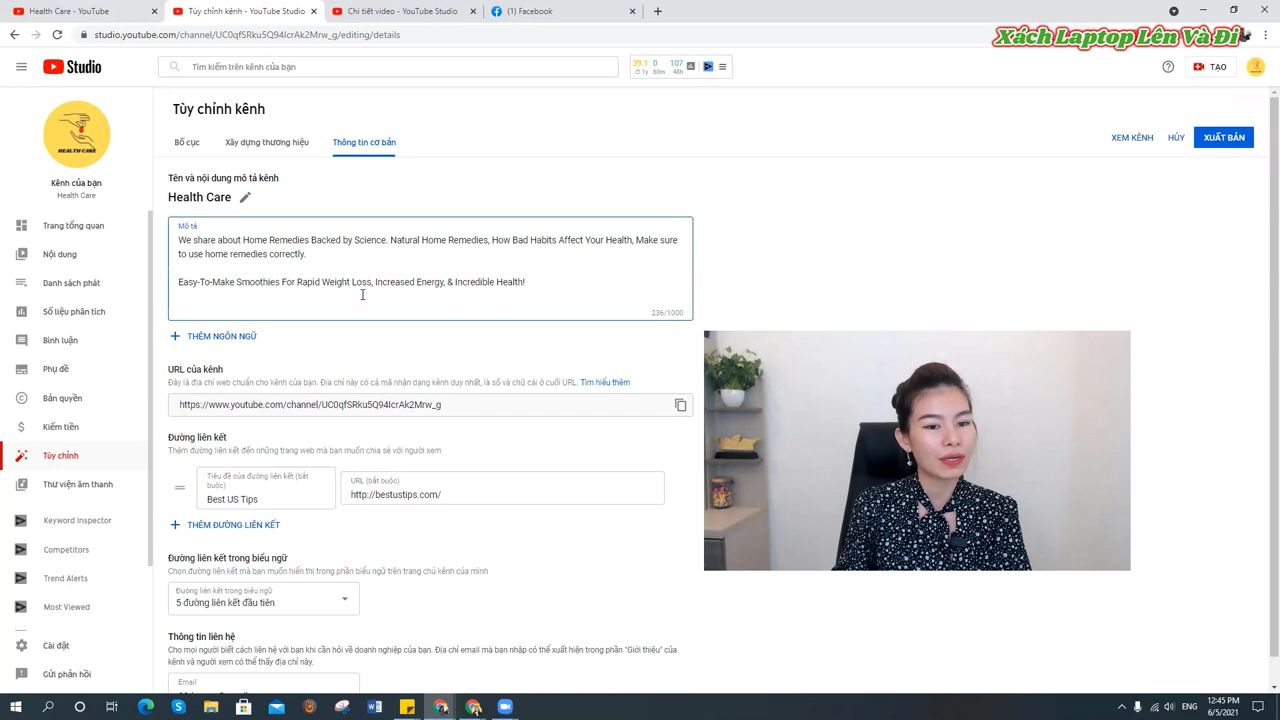 Health Care - YouTube
Tùy chỉnh kênh - YouTube Studio
Chi tiết video - YouTube Studio
(1) Facebook
studio.youtube.com/channel/UC0qfSRku5Q94IcrAk2Mrw_g/editing/details
Xách Laptop Lên Và Đi
Studio
Tìm kiếm trên kênh của bạn
39.1 0 107
1y 60m 48h
TẠO
HEALTH CARE
Kênh của bạn
Health Care
Trang tổng quan
Nội dung
Danh sách phát
Số liệu phân tích
Bình luận
Phụ đề
Bản quyền
Kiếm tiền
Tùy chỉnh
Thư viện âm thanh
Keyword Inspector
Competitors
Trend Alerts
Most Viewed
Cài đặt
Gửi phản hồi
Tùy chỉnh kênh
Bố cục
Xây dựng thương hiệu
Thông tin cơ bản
XEM KÊNH
HỦY
XUẤT BẢN
Tên và nội dung mô tả kênh
Health Care
Mô tả
We share about Home Remedies Backed by Science. Natural Home Remedies, How Bad Habits Affect Your Health, Make sure
to use home remedies correctly.
Easy-To-Make Smoothies For Rapid Weight Loss, Increased Energy, & Incredible Health!
236/1000
THÊM NGÔN NGỮ
URL của kênh
Đây là địa chỉ web chuẩn cho kênh của bạn. Địa chỉ này có cả mã nhận dạng kênh duy nhất, là số và chữ cái ở cuối URL. Tìm hiểu thêm
https://www.youtube.com/channel/UC0qfSRku5Q94IcrAk2Mrw_g
Đường liên kết
Thêm đường liên kết đến những trang web mà bạn muốn chia sẻ với người xem
Tiêu đề của đường liên kết (bắt
buộc)
Best US Tips
URL (bắt buộc)
http://bestustips.com/
THÊM ĐƯỜNG LIÊN KẾT
Đường liên kết trong biểu ngữ
Chọn đường liên kết mà bạn muốn hiển thị trong phần biểu ngữ trên trang chủ kênh của mình
Đường liên kết trong biểu ngữ
5 đường liên kết đầu tiên
Thông tin liên hệ
Cho mọi người biết cách liên hệ với bạn khi cần hỏi về doanh nghiệp của bạn. Địa chỉ email mà bạn nhập có thể xuất hiện trong phần "Giới thiệu" của
kênh và người xem có thể thấy địa chỉ này.
Email
ENG
12:45 PM
6/5/2021